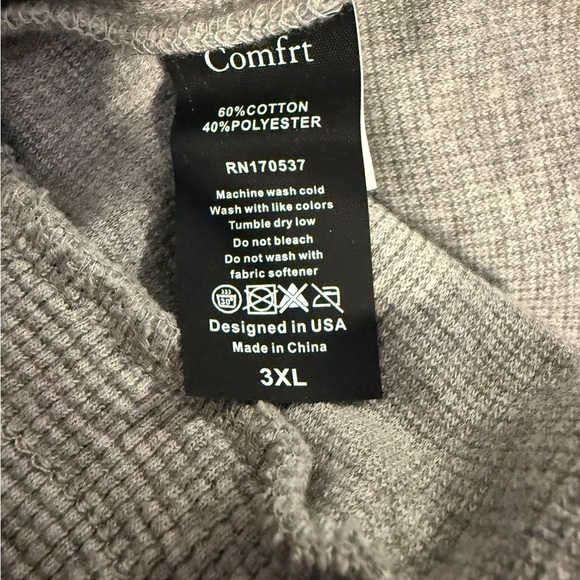 Comfrt
60%COTTON
40%POLYESTER
RN170537
Machine wash cold
Wash with like colors
Tumble dry low
Do not bleach
Do not wash with
fabric softener
30°
Designed in USA
Made in China
3XL